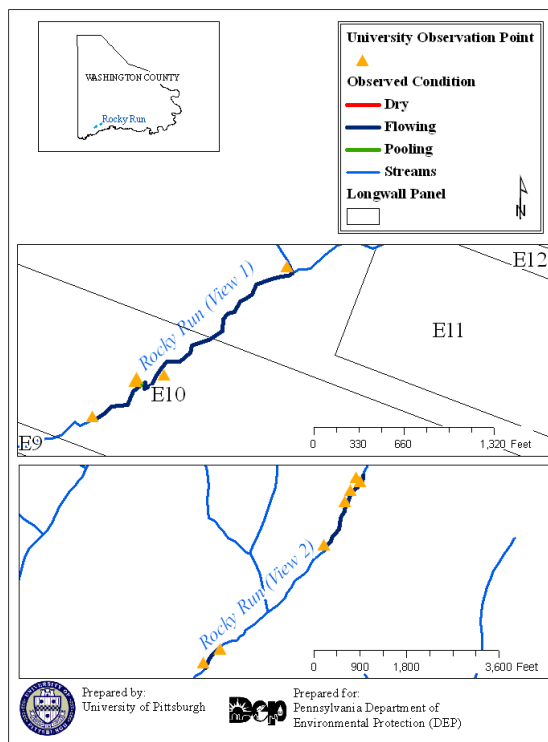 WASHINGTON COUNTY
Rocky Run
University Observation Point
Observed Condition
Dry
Flowing
Pooling
Streams
Longwall Panel
N
Rocky Run (View 1)
E12
E11
E10
E9
0 330 660 1,320 Feet
Rocky Run (View 2)
0 900 1,800 3,600 Feet
Prepared by:
University of Pittsburgh
Dep
Prepared for:
Pennsylvania Department of
Environmental Protection (DEP)